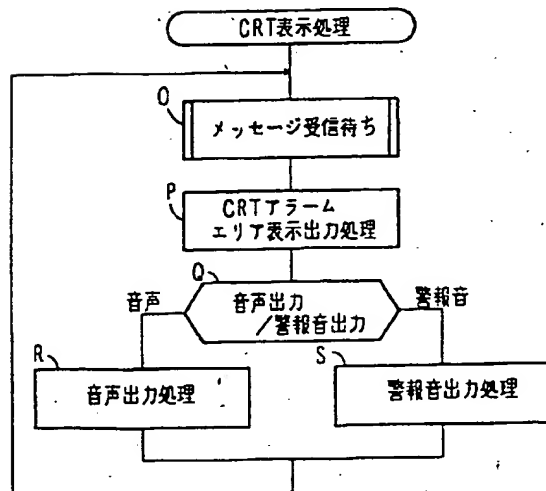 CRT表示処理
O
メッセージ受信待ち
P
CRTアラーム
エリア表示出力処理
Q
音声
音声出力
/警報音出力
警報音
R
音声出力処理
S
警報音出力処理